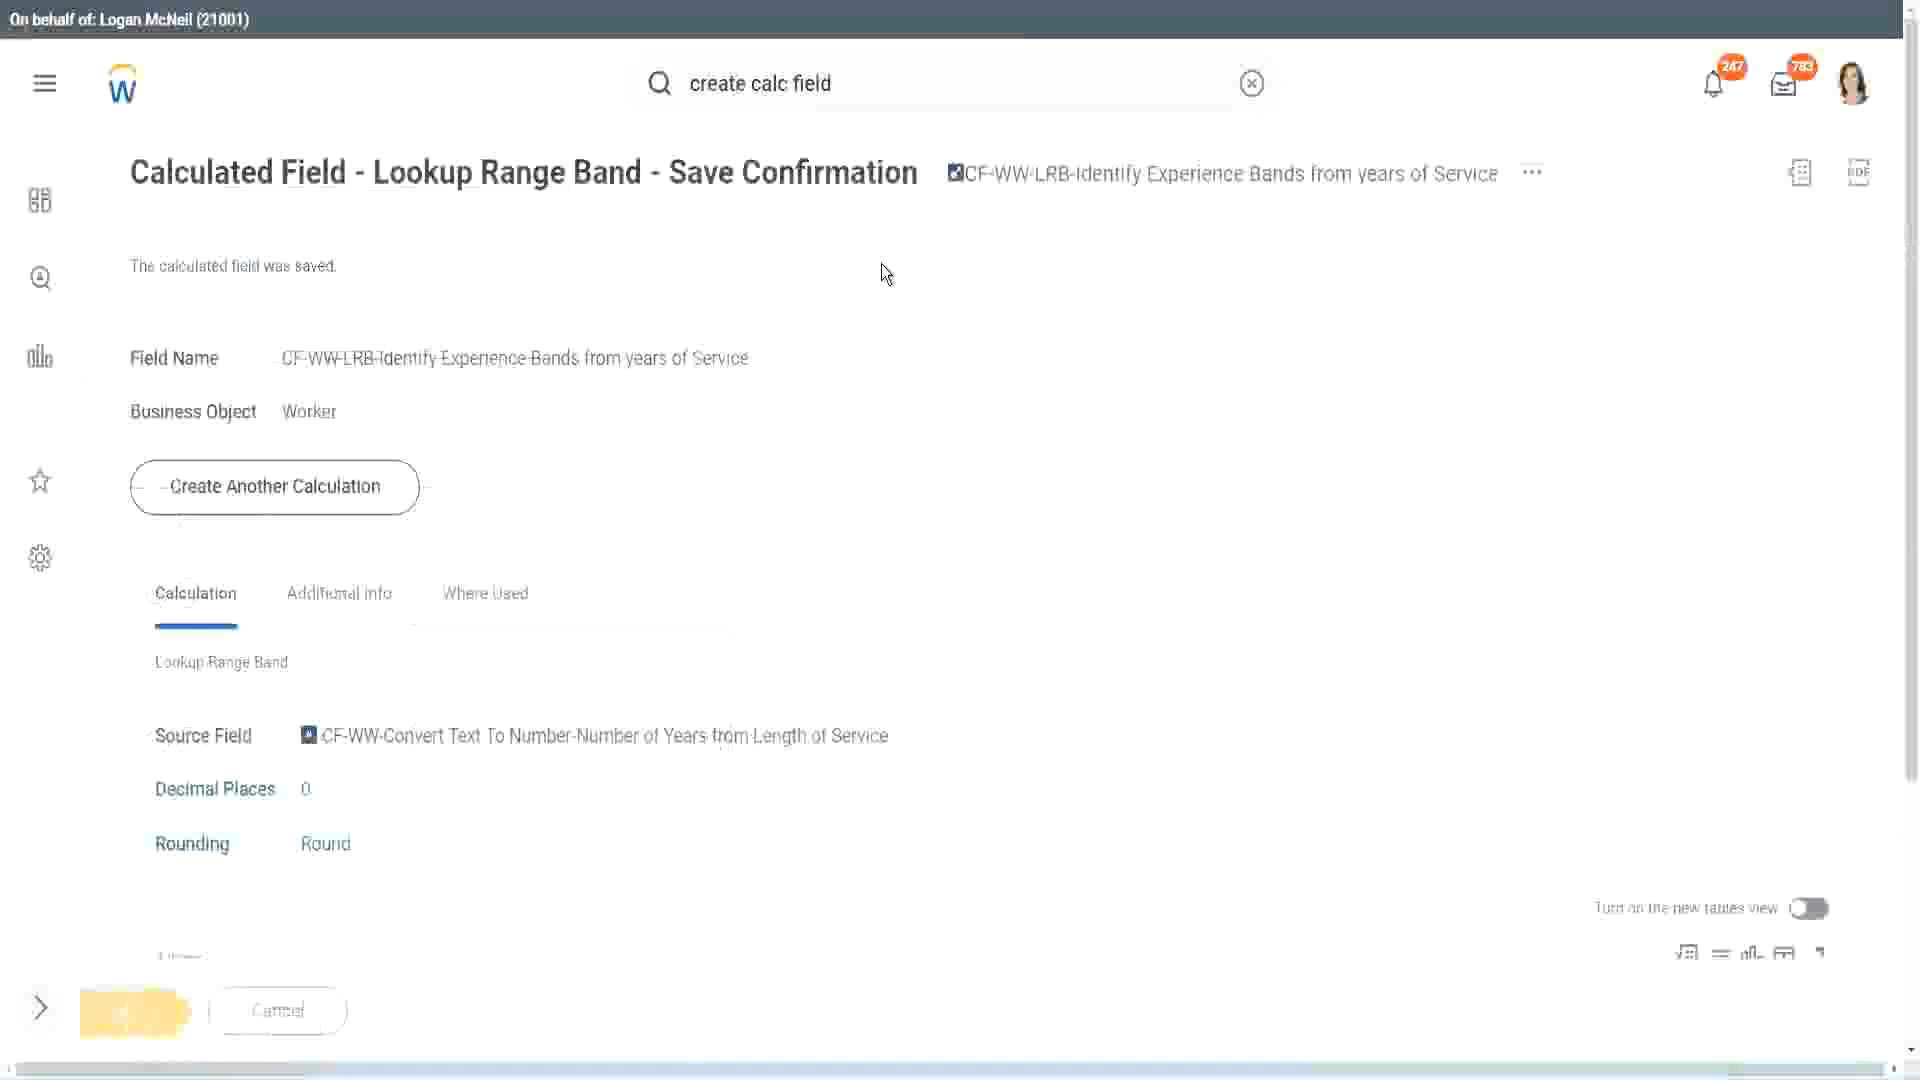 On behalf of: Logan McNeil (21001)
W
create calc field
247
783
Calculated Field - Lookup Range Band - Save Confirmation
CF-WW-LRB-Identify Experience Bands from years of Service
PDF
The calculated field was saved.
Field Name CF-WW-LRB-Identify Experience Bands from years of Service
Business Object Worker
Create Another Calculation
Calculation Additional Info Where Used
Lookup Range Band
Source Field CF-WW-Convert Text To Number-Number of Years from Length of Service
Decimal Places 0
Rounding Round
Turn on the new tables view
Cancel